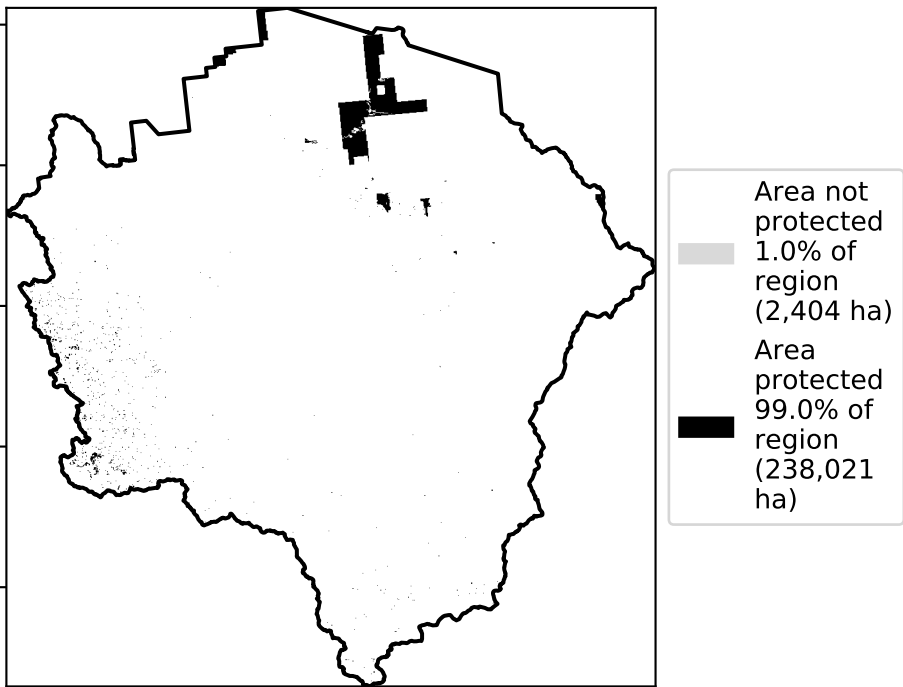 Area not
protected
1.0% of
region
(2,404 ha)
Area
protected
99.0% of
region
(238,021
ha)